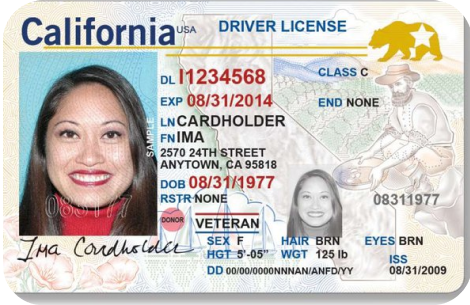 California USA DRIVER LICENSE
DL I1234568 CLASS C
EXP 08/31/2014 END NONE
LN CARDHOLDER
FN IMA
2570 24TH STREET
ANYTOWN, CA 95818
DOB 08/31/1977
RSTR NONE 08311977
SAMPLE
083177
DONOR
VETERAN
Ima Cardholder
SEX F HAIR BRN EYES BRN
HGT 5'-05" WGT 125 lb ISS
DD 00/00/0000NNNAN/ANFD/YY 08/31/2009